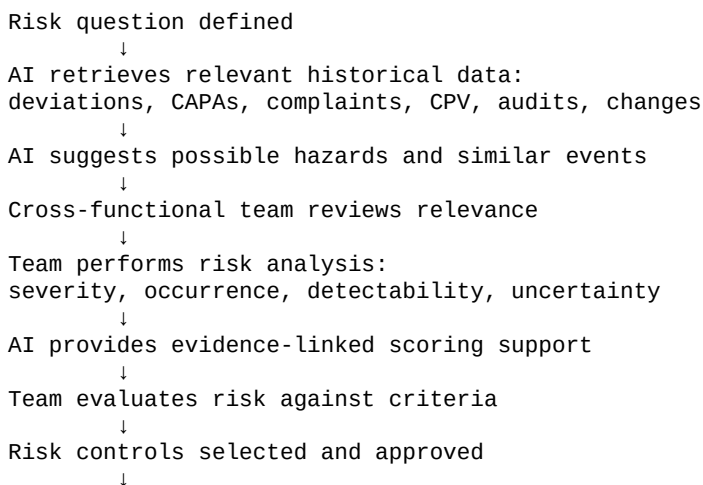 Risk question defined
↓
AI retrieves relevant historical data:
deviations, CAPAs, complaints, CPV, audits, changes
↓
AI suggests possible hazards and similar events
↓
Cross-functional team reviews relevance
↓
Team performs risk analysis:
severity, occurrence, detectability, uncertainty
↓
AI provides evidence-linked scoring support
↓
Team evaluates risk against criteria
↓
Risk controls selected and approved
↓